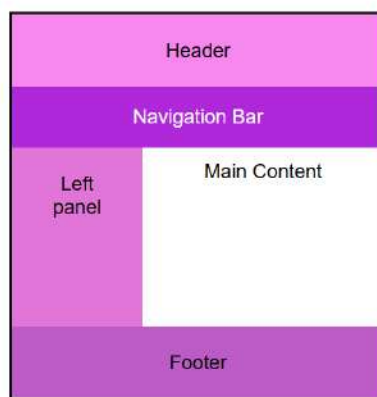 Header
Navigation Bar
Left
panel
Main Content
Footer